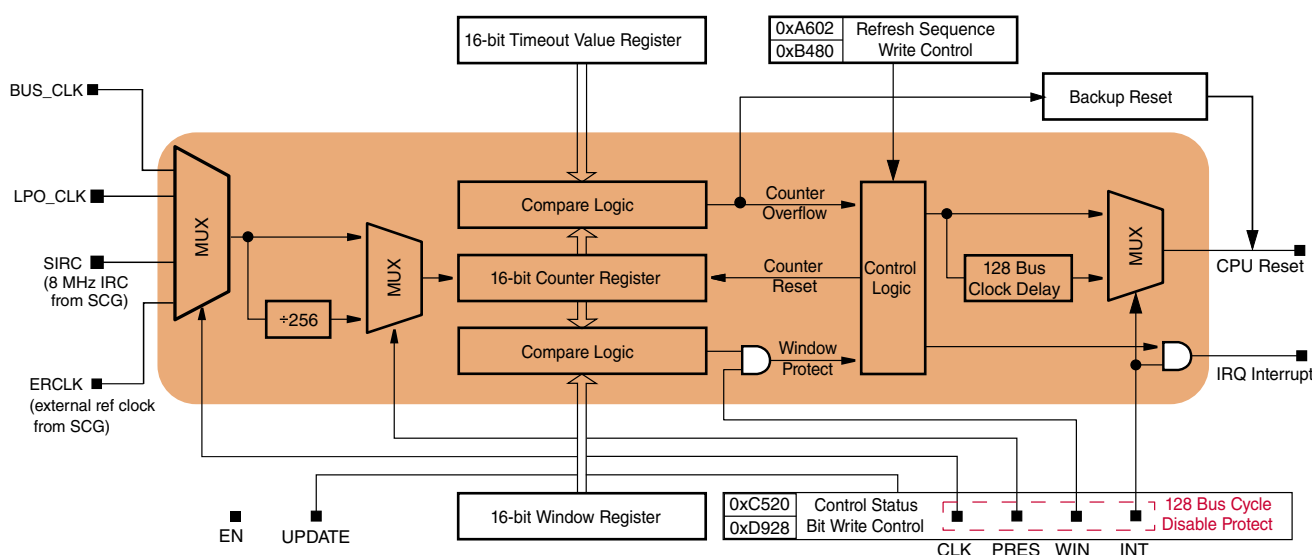 16-bit Timeout Value Register
0xA602 Refresh Sequence
0xB480 Write Control
BUS_CLK
Backup Reset
LPO_CLK
MUX
Compare Logic
Counter
Overflow
MUX
SIRC
(8 MHz IRC
from SCG)
MUX
16-bit Counter Register
Counter
Reset
Control
Logic
128 Bus
Clock Delay
CPU Reset
÷256
Compare Logic
Window
Protect
ERCLK
(external ref clock
from SCG)
IRQ Interrupt
16-bit Window Register
0xC520 Control Status
0xD928 Bit Write Control
128 Bus Cycle
Disable Protect
EN UPDATE
CLK PRES WIN INT